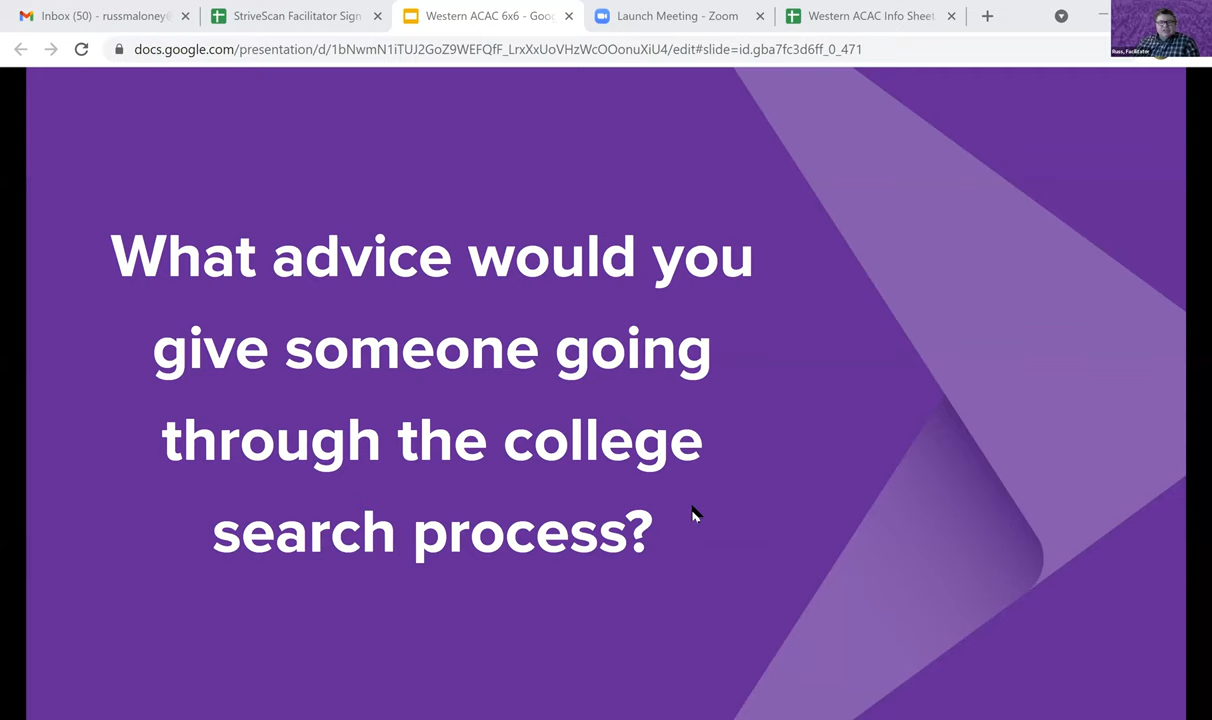 Inbox (50) - russmaloney@
StriveScan Facilitator Sign
Western ACAC 6x6 - Goo
Launch Meeting - Zoom
Western ACAC Info Sheet
docs.google.com/presentation/d/1bNwmN1iTUJ2GoZ9WEFQfF_LrxXxUoVHzWcOOonuXiU4/edit#slide=id.gba7fc3d6ff_0_471
Russ, Facilitator
What advice would you
give someone going
through the college
search process?